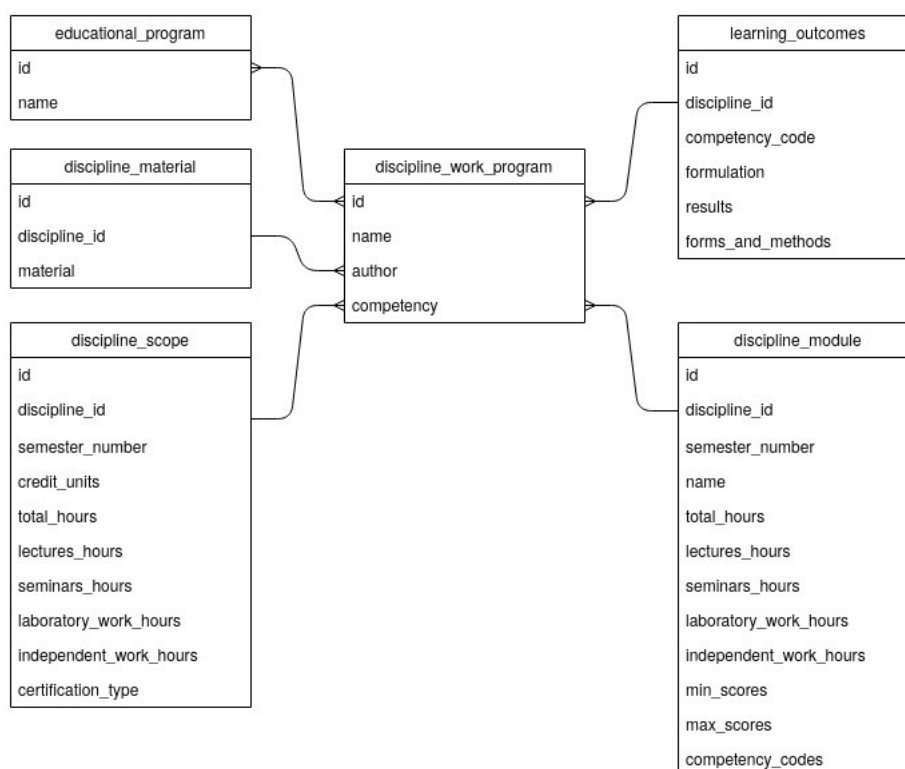 educational_program
id
name
discipline_material
id
discipline_id
material
discipline_scope
id
discipline_id
semester_number
credit_units
total_hours
lectures_hours
seminars_hours
laboratory_work_hours
independent_work_hours
certification_type
discipline_work_program
id
name
author
competency
learning_outcomes
id
discipline_id
competency_code
formulation
results
forms_and_methods
discipline_module
id
discipline_id
semester_number
name
total_hours
lectures_hours
seminars_hours
laboratory_work_hours
independent_work_hours
min_scores
max_scores
competency_codes